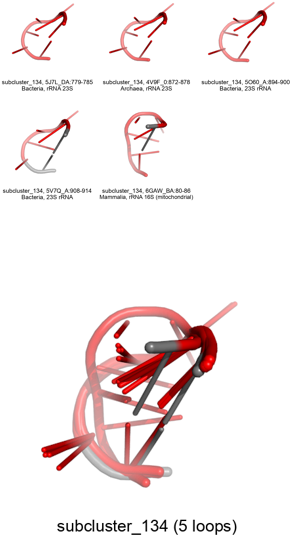 subcluster_134, 5J7L_DA:779-785
Bacteria, rRNA 23S
subcluster_134, 4V9F_0:872-878
Archaea, rRNA 23S
subcluster_134, 5O60_A:894-900
Bacteria, 23S rRNA
subcluster_134, 5V7Q_A:908-914
Bacteria, 23S rRNA
subcluster_134, 6GAW_BA:80-86
Mammalia, rRNA 16S (mitochondrial)
subcluster_134 (5 loops)